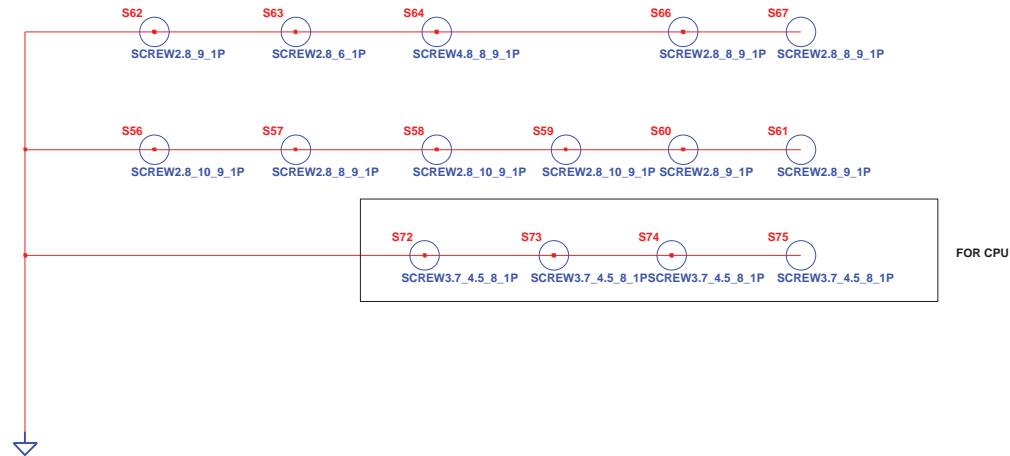 S62 S63 S64 S66 S67
SCREW2.8_9_1P SCREW2.8_6_1P SCREW4.8_8_9_1P SCREW2.8_8_9_1P SCREW2.8_8_9_1P
S56 S57 S58 S59 S60 S61
SCREW2.8_10_9_1P SCREW2.8_8_9_1P SCREW2.8_10_9_1P SCREW2.8_10_9_1P SCREW2.8_9_1P SCREW2.8_9_1P
S72 S73 S74 S75
FOR CPU
SCREW3.7_4.5_8_1P SCREW3.7_4.5_8_1P SCREW3.7_4.5_8_1P SCREW3.7_4.5_8_1P